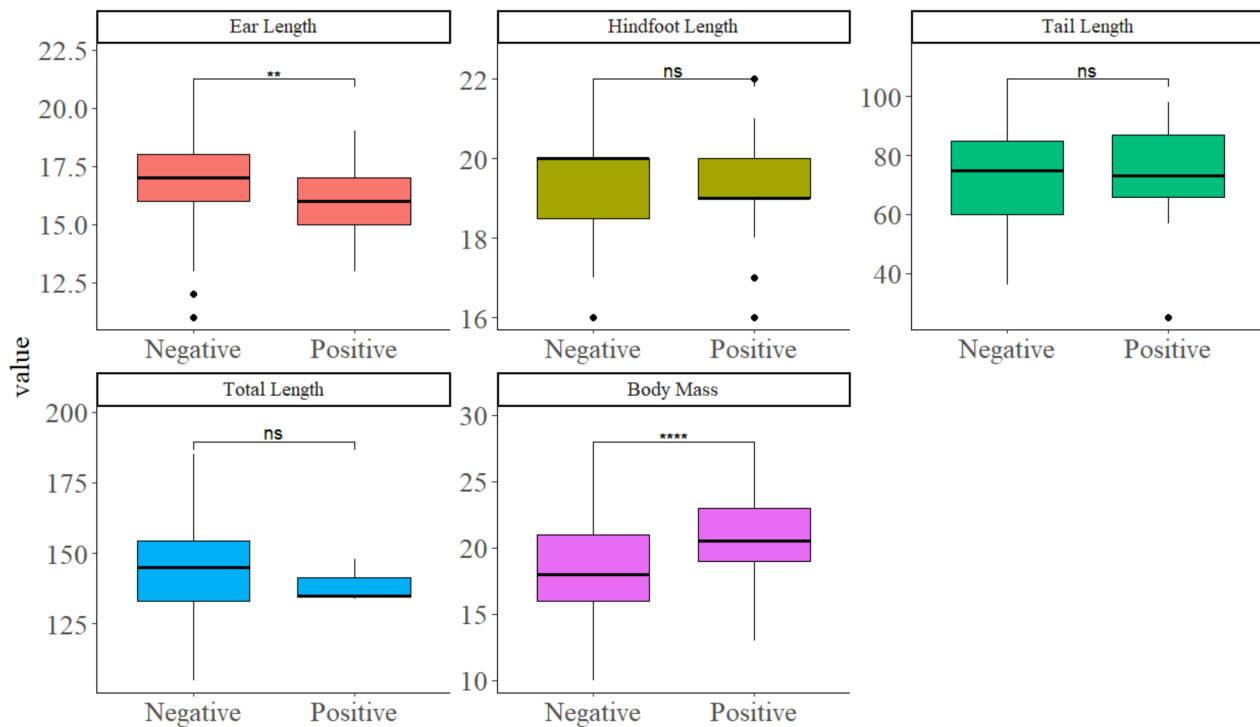 Ear Length
22.5
20.0
17.5
15.0
12.5
**
Negative Positive
Hindfoot Length
22
20
18
16
ns
Negative Positive
Tail Length
100
80
60
40
ns
Negative Positive
value
Total Length
200
175
150
125
ns
Negative Positive
Body Mass
30
25
20
15
10
****
Negative Positive